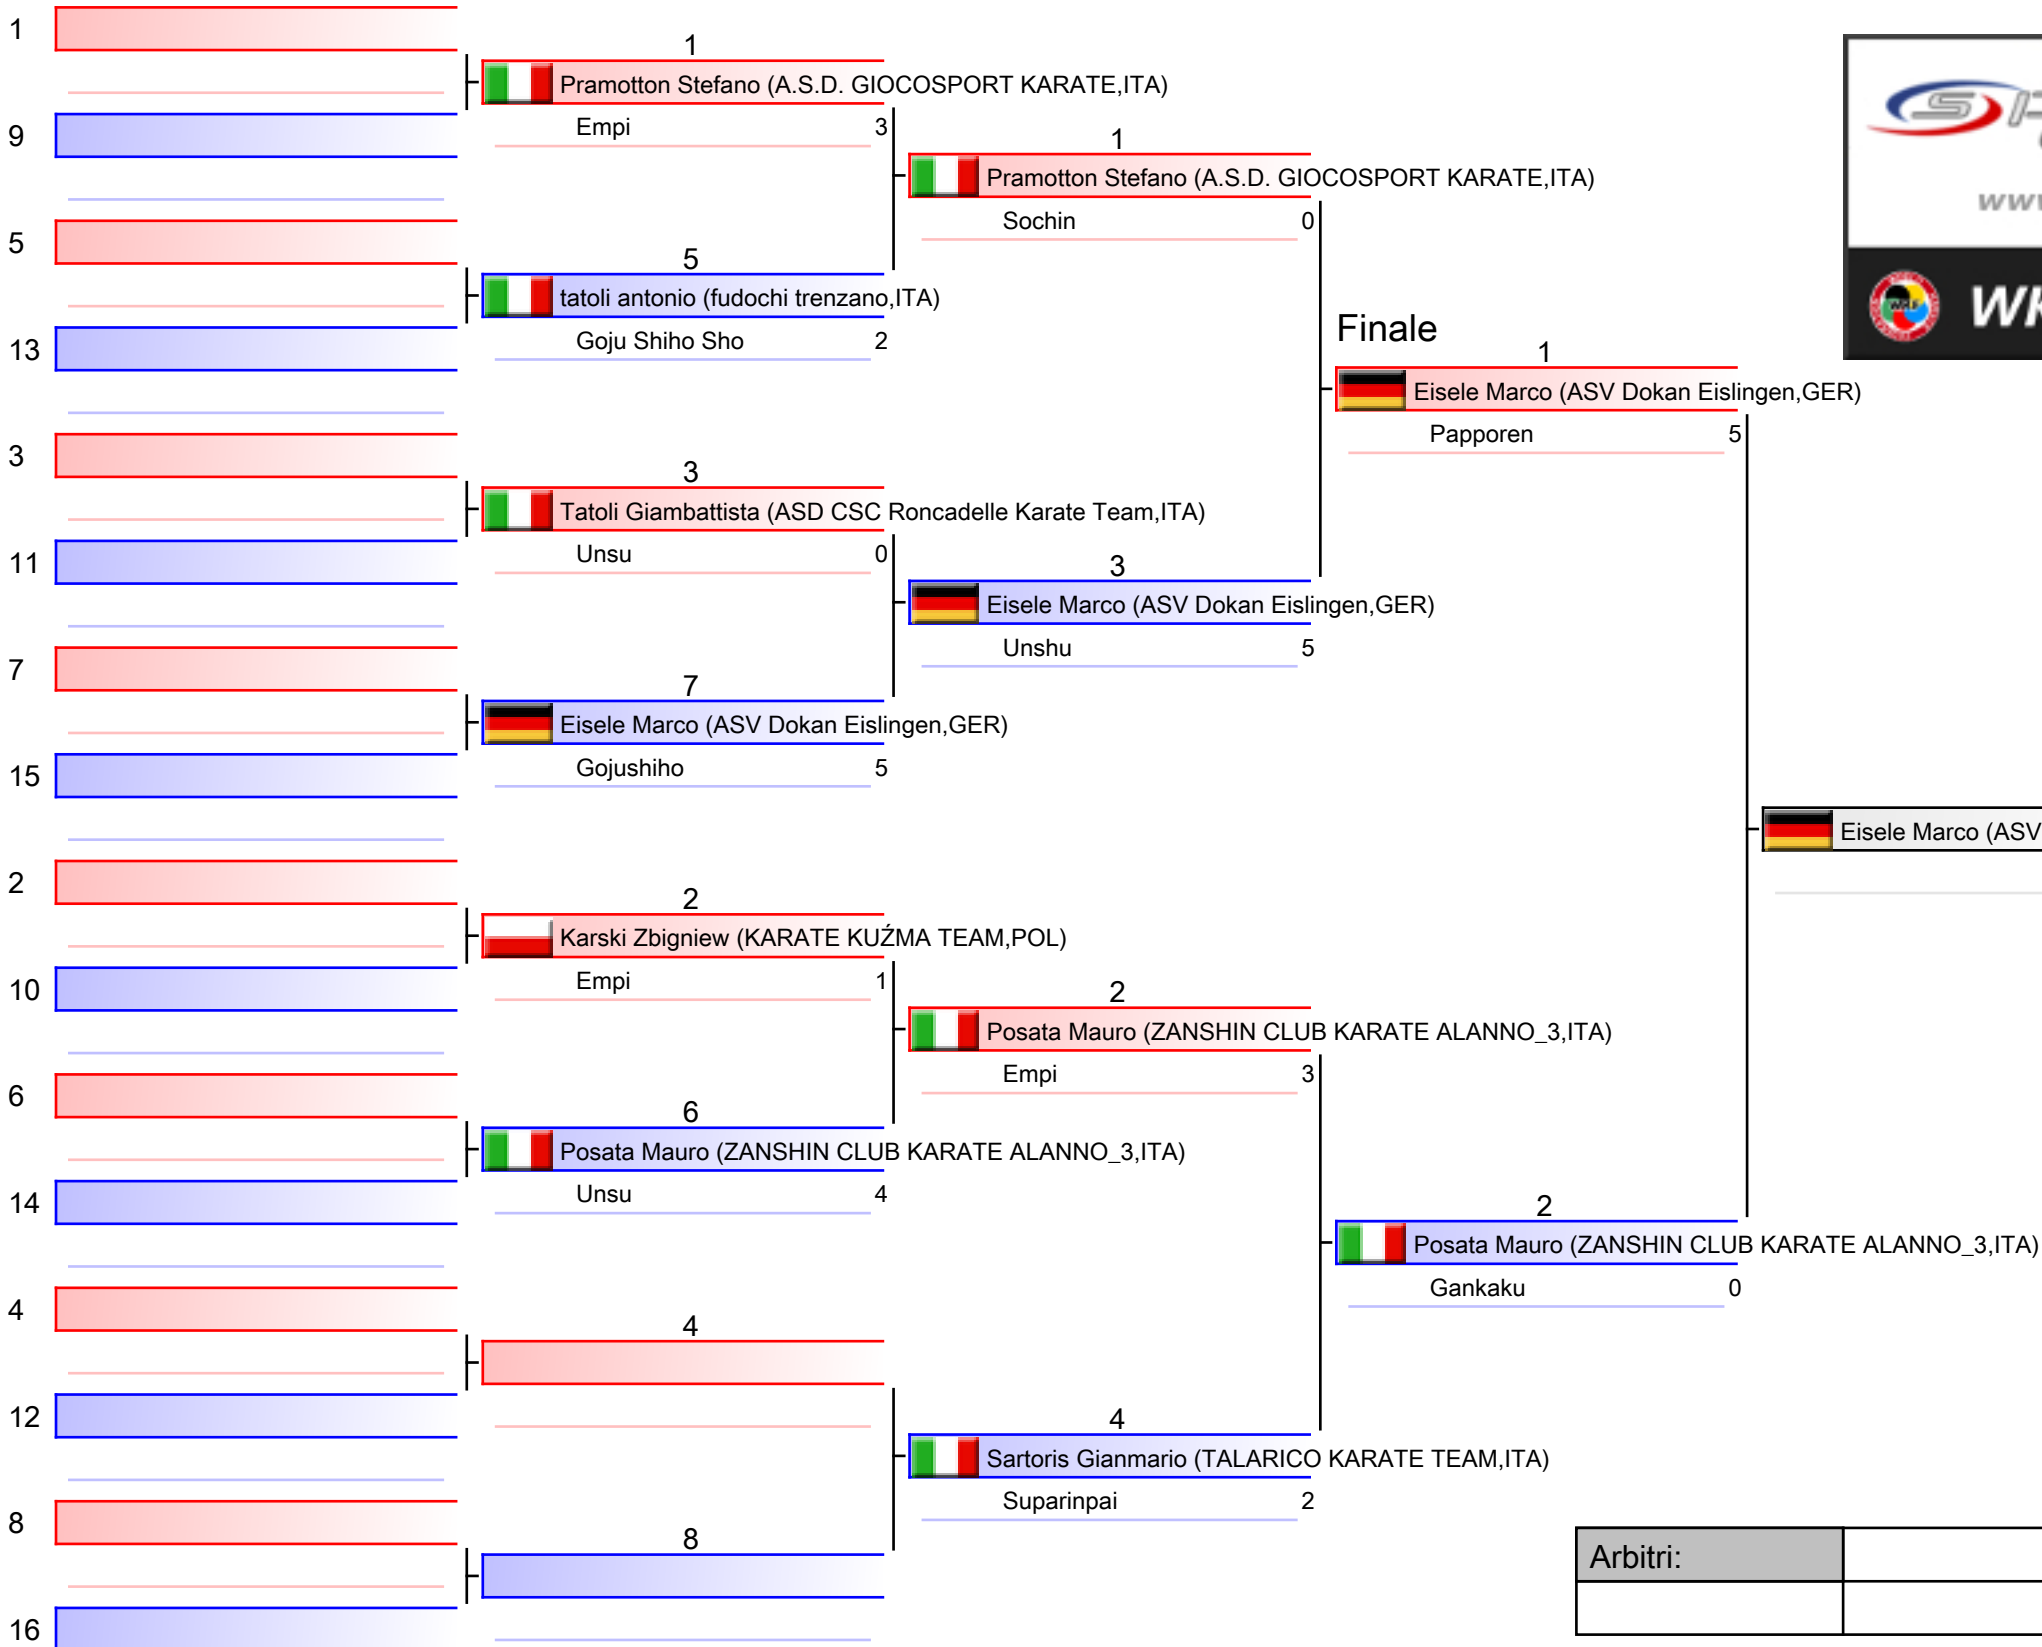 1
9
5
13
3
11
7
15
2
10
6
14
4
12
8
16
1
Pramotton Stefano (A.S.D. GIOCOSPORT KARATE,ITA)
Empi 3
5
tatoli antonio (fudochi trenzano,ITA)
Goju Shiho Sho 2
3
Tatoli Giambattista (ASD CSC Roncadelle Karate Team,ITA)
Unsu 0
7
Eisele Marco (ASV Dokan Eislingen,GER)
Gojushiho 5
2
Karski Zbigniew (KARATE KUŹMA TEAM,POL)
Empi 1
6
Posata Mauro (ZANSHIN CLUB KARATE ALANNO_3,ITA)
Unsu 4
4
8
1
Pramotton Stefano (A.S.D. GIOCOSPORT KARATE,ITA)
Sochin 0
3
Eisele Marco (ASV Dokan Eislingen,GER)
Unshu 5
2
Posata Mauro (ZANSHIN CLUB KARATE ALANNO_3,ITA)
Empi 3
4
Sartoris Gianmario (TALARICO KARATE TEAM,ITA)
Suparinpai 2
Finale
1
Eisele Marco (ASV Dokan Eislingen,GER)
Papporen 5
2
Posata Mauro (ZANSHIN CLUB KARATE ALANNO_3,ITA)
Gankaku 0
Eisele Marco (ASV
Arbitri: